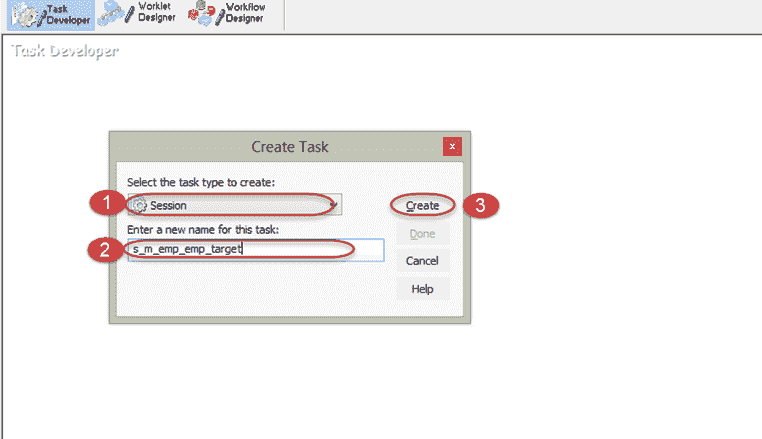 Task Developer
Worklet Designer
Workflow Designer
Task Developer
Create Task
x
Select the task type to create:
1
Session
Create
3
Enter a new name for this task:
Done
2
s_m_emp_emp_target
Cancel
Help